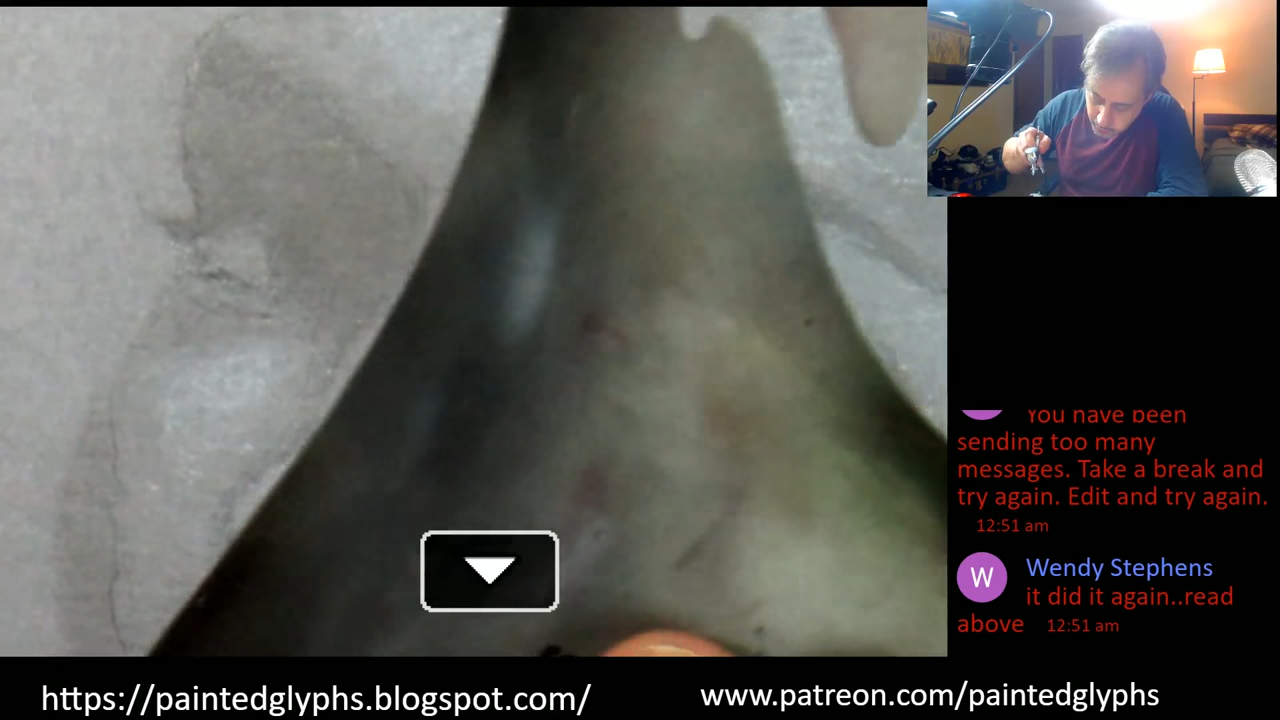 You have been
sending too many
messages. Take a break and
try again. Edit and try again.
12:51 am
W
Wendy Stephens
it did it again..read
above 12:51 am
https://paintedglyphs.blogspot.com/
www.patreon.com/paintedglyphs